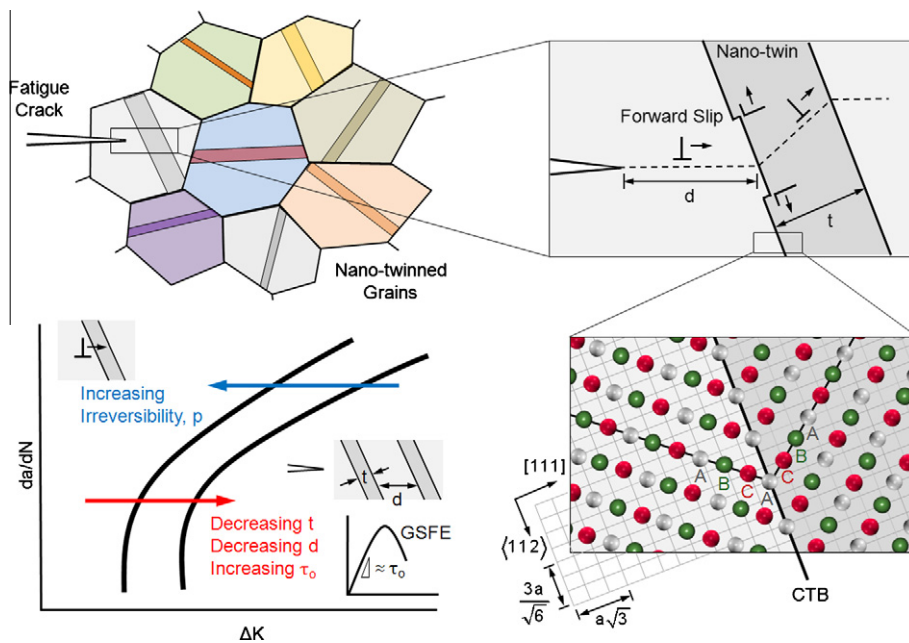 Fatigue
Crack
Nano-twinned
Grains
Nano-twin
Forward Slip
d
t
da/dN
Increasing
Irreversibility, p
t
d
Decreasing t
Decreasing d
Increasing τo
GSFE
≈ τo
ΔK
A
B
C
A
C
B
A
[111]
⟨112⟩
3a
√6
a√3
CTB